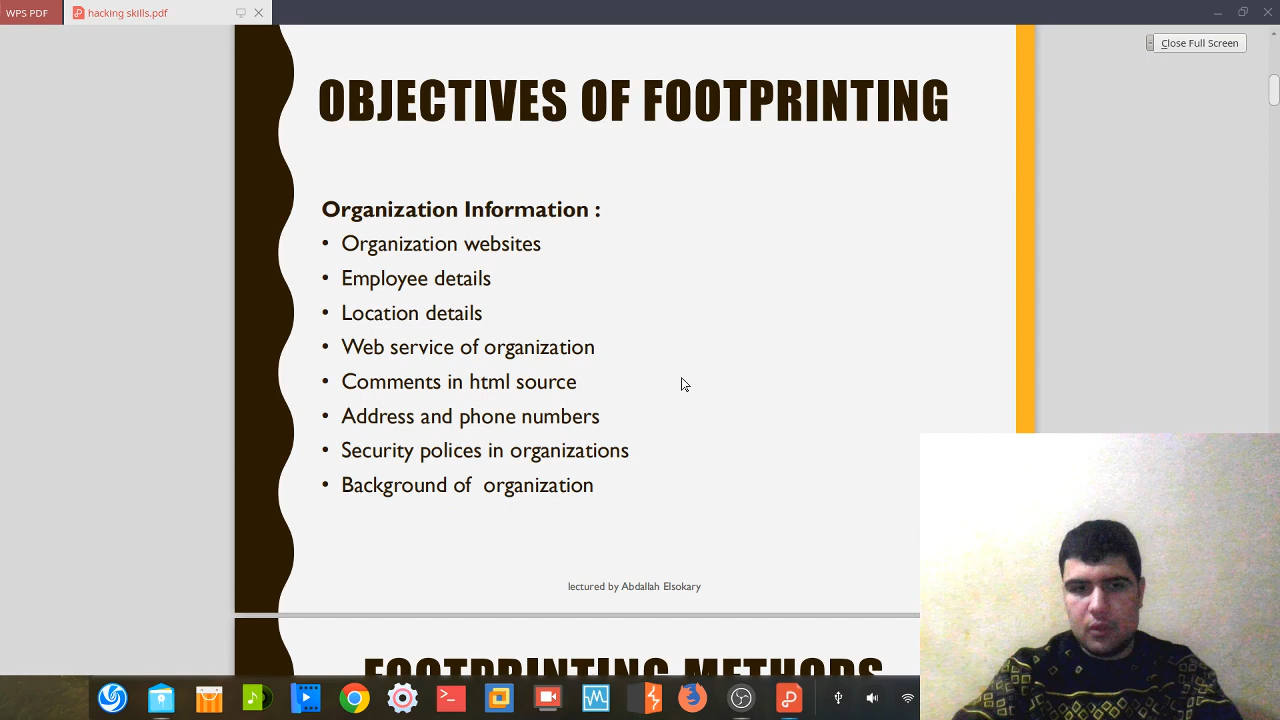 WPS PDF
hacking skills.pdf
Close Full Screen
OBJECTIVES OF FOOTPRINTING
Organization Information :
• Organization websites
• Employee details
• Location details
• Web service of organization
• Comments in html source
• Address and phone numbers
• Security polices in organizations
• Background of organization
lectured by Abdallah Elsokary
FOOTPRINTING METHODS